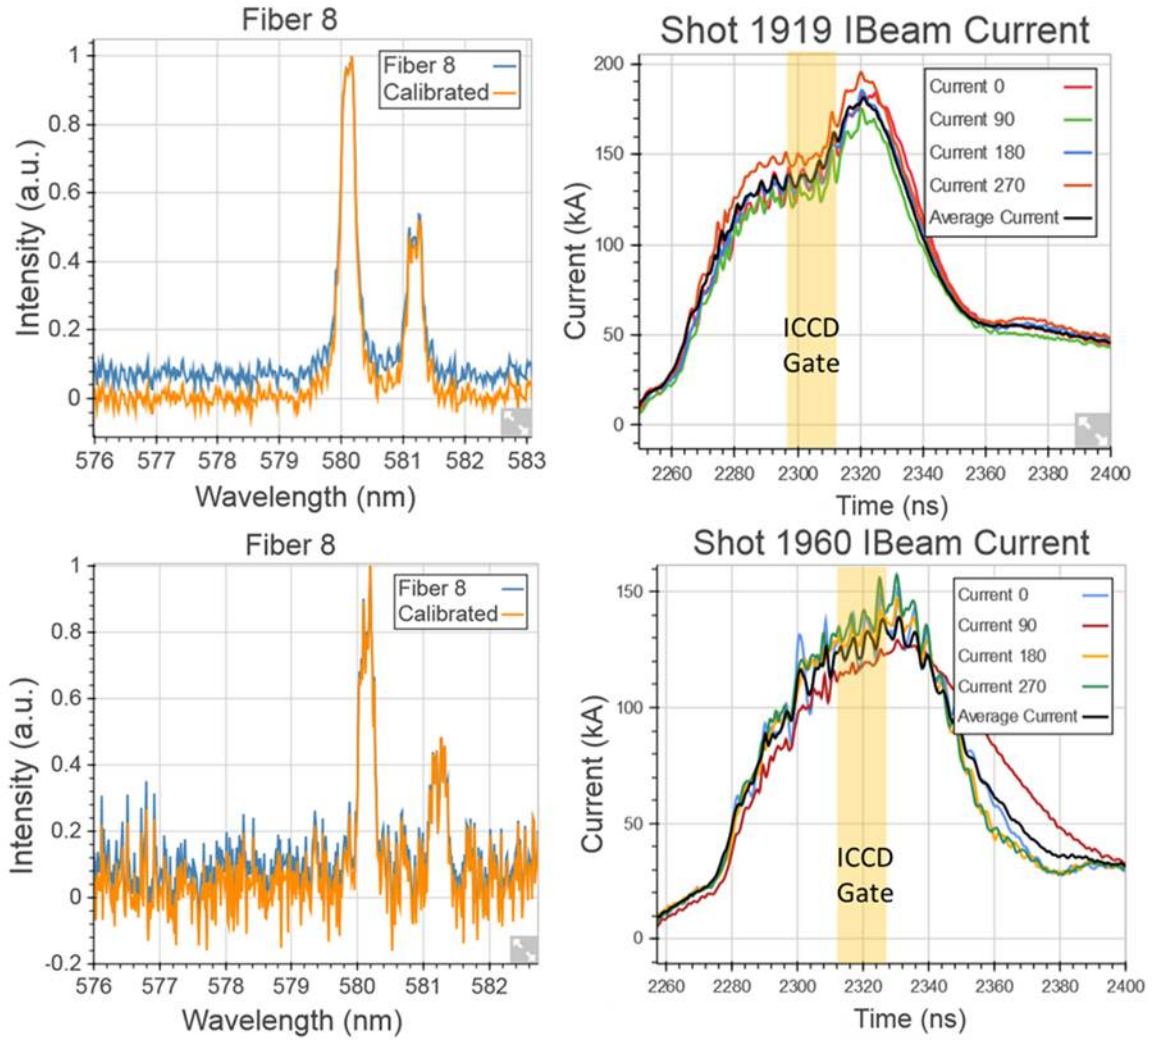 Fiber 8
Intensity (a.u.)
1
0.8
0.6
0.4
0.2
0
Fiber 8
Calibrated
576 577 578 579 580 581 582 583
Wavelength (nm)
Shot 1919 IBeam Current
Current (kA)
200
150
100
50
0
Current 0
Current 90
Current 180
Current 270
Average Current
ICCD
Gate
2260 2280 2300 2320 2340 2360 2380 2400
Time (ns)
Fiber 8
Intensity (a.u.)
1
0.8
0.6
0.4
0.2
0
-0.2
Fiber 8
Calibrated
576 577 578 579 580 581 582
Wavelength (nm)
Shot 1960 IBeam Current
Current (kA)
150
100
50
0
Current 0
Current 90
Current 180
Current 270
Average Current
ICCD
Gate
2260 2280 2300 2320 2340 2360 2380 2400
Time (ns)